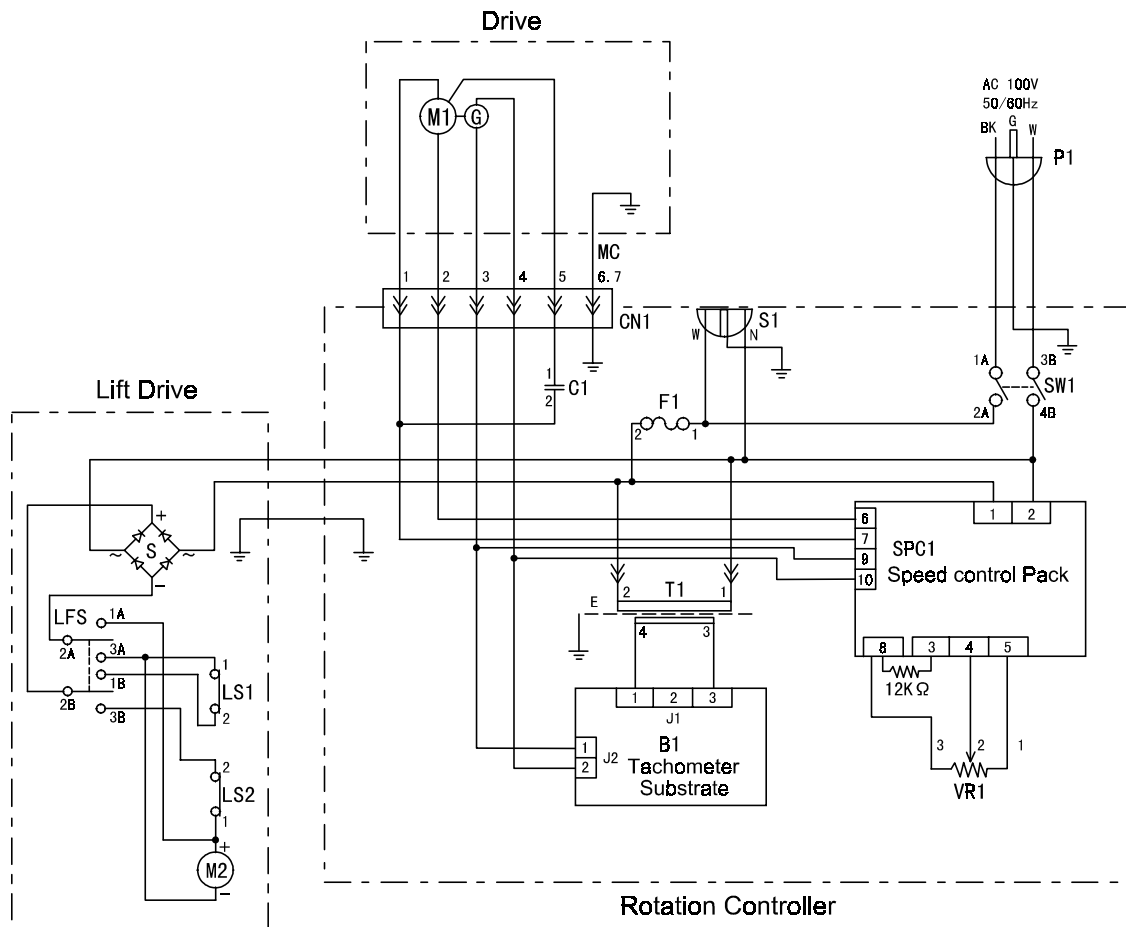 Drive
AC 100V
50/60Hz
BK G W
P1
M1 G
MC
1 2 3 4 5 6.7
CN1
S1
W N
1A 3B
SW1
2A 4B
Lift Drive
1
C1
2
F1
2 1
+
S
~ ~
-
1 2
6
7
9
10
SPC1
Speed control Pack
T1
2 1
E
4 3
LFS 1A
2A 3A
1B
2B 3B
1
LS1
2
8 3 4 5
12KΩ
1 2 3
J1
B1
Tachometer
Substrate
1
2
J2
3 2 1
VR1
2
LS2
1
+
M2
-
Rotation Controller